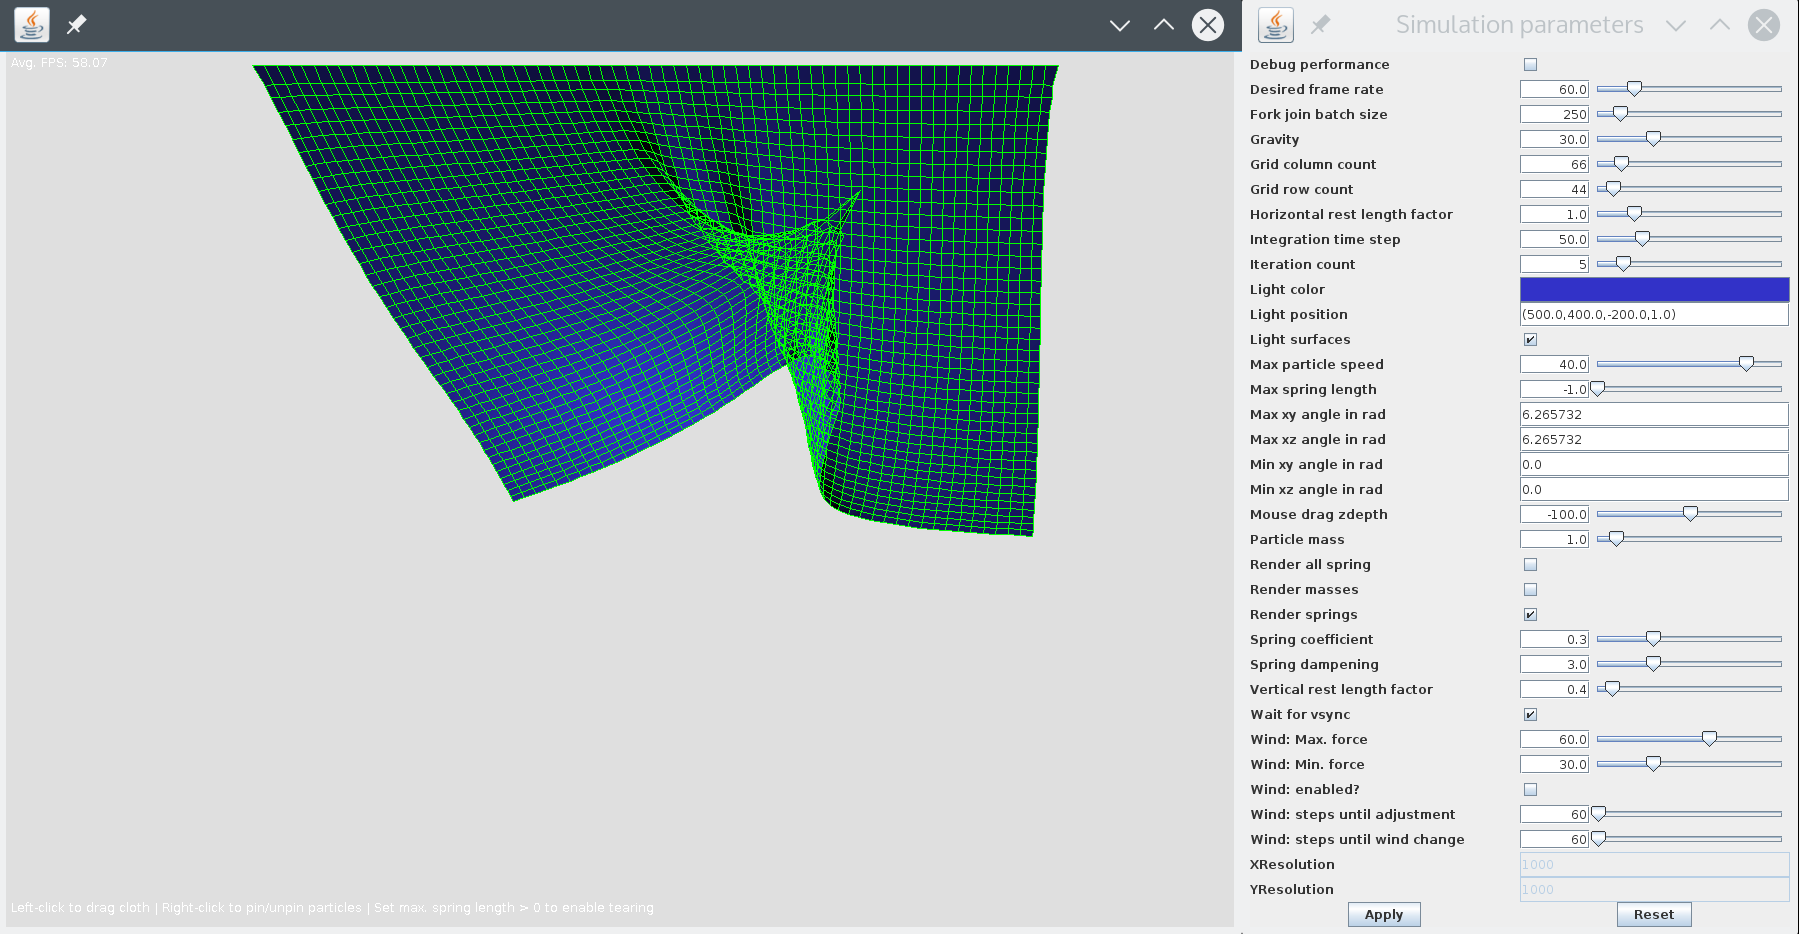 Simulation parameters
Avg. FPS: 58.07
Left-click to drag cloth | Right-click to pin/unpin particles | Set max. spring length > 0 to enable tearing
Debug performance
Desired frame rate 60.0
Fork join batch size 250
Gravity 30.0
Grid column count 66
Grid row count 44
Horizontal rest length factor 1.0
Integration time step 50.0
Iteration count 5
Light color
Light position (500.0,400.0,-200.0,1.0)
Light surfaces
Max particle speed 40.0
Max spring length -1.0
Max xy angle in rad 6.265732
Max xz angle in rad 6.265732
Min xy angle in rad 0.0
Min xz angle in rad 0.0
Mouse drag zdepth -100.0
Particle mass 1.0
Render all spring
Render masses
Render springs
Spring coefficient 0.3
Spring dampening 3.0
Vertical rest length factor 0.4
Wait for vsync
Wind: Max. force 60.0
Wind: Min. force 30.0
Wind: enabled?
Wind: steps until adjustment 60
Wind: steps until wind change 60
XResolution 1000
YResolution 1000
Apply Reset